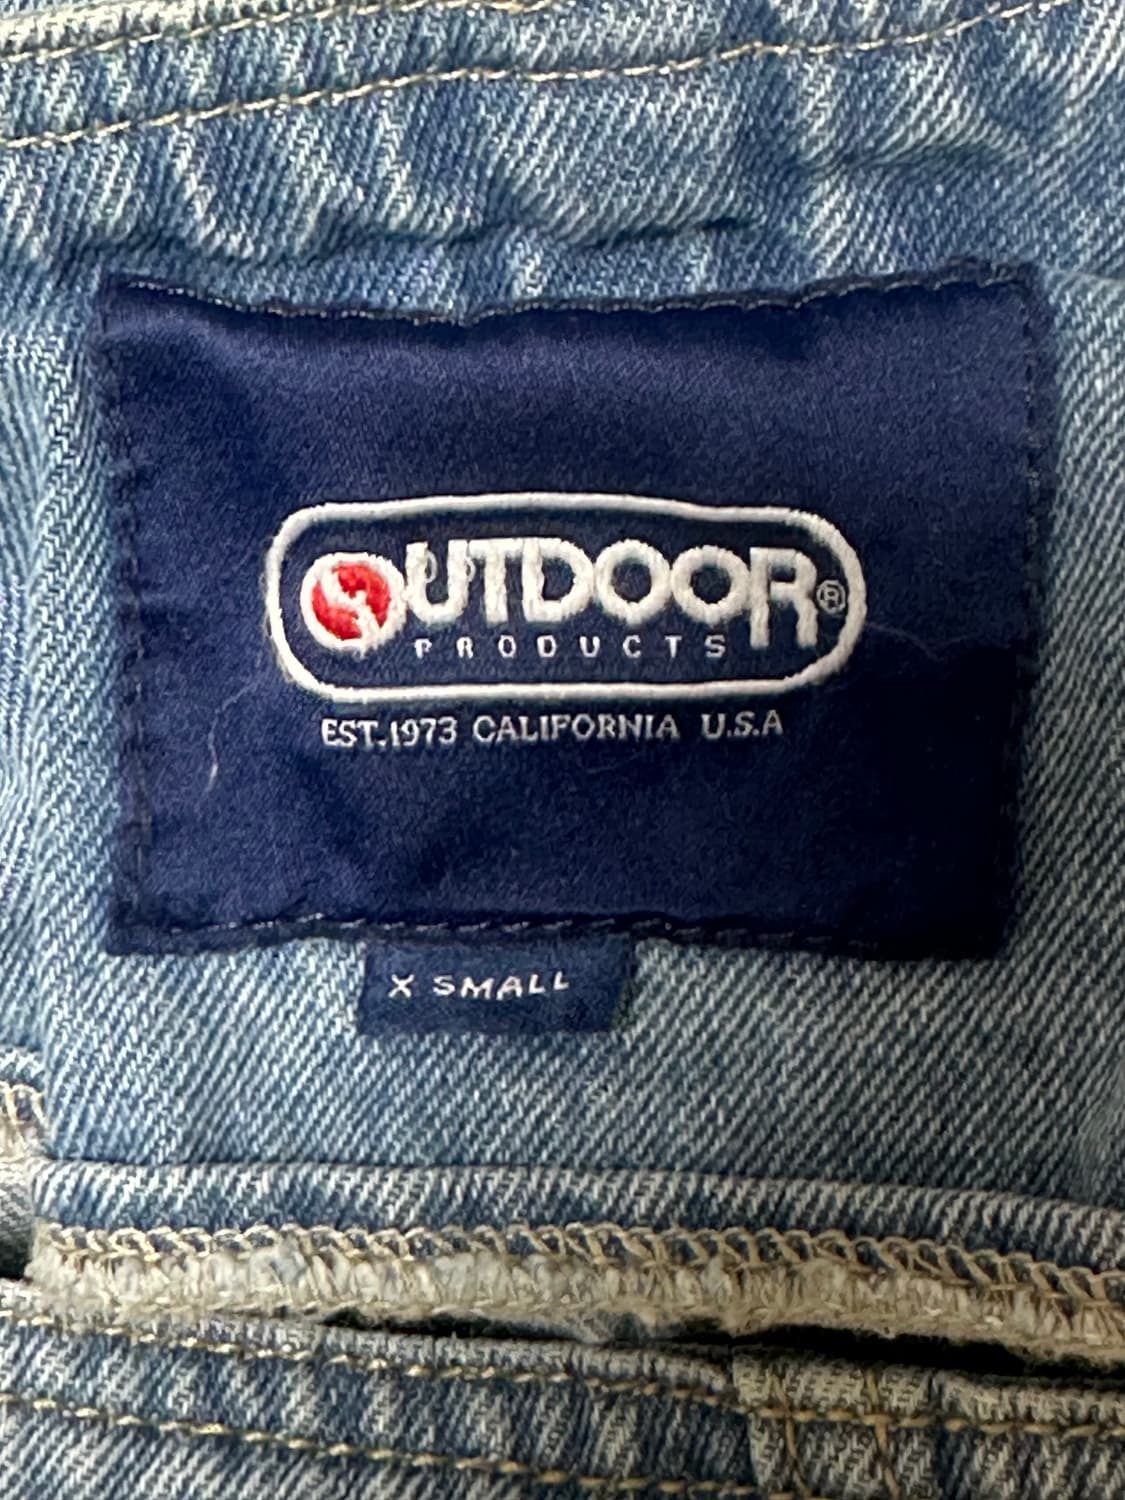 OUTDOOR®
PRODUCTS
EST.1973 CALIFORNIA U.S.A
X SMALL